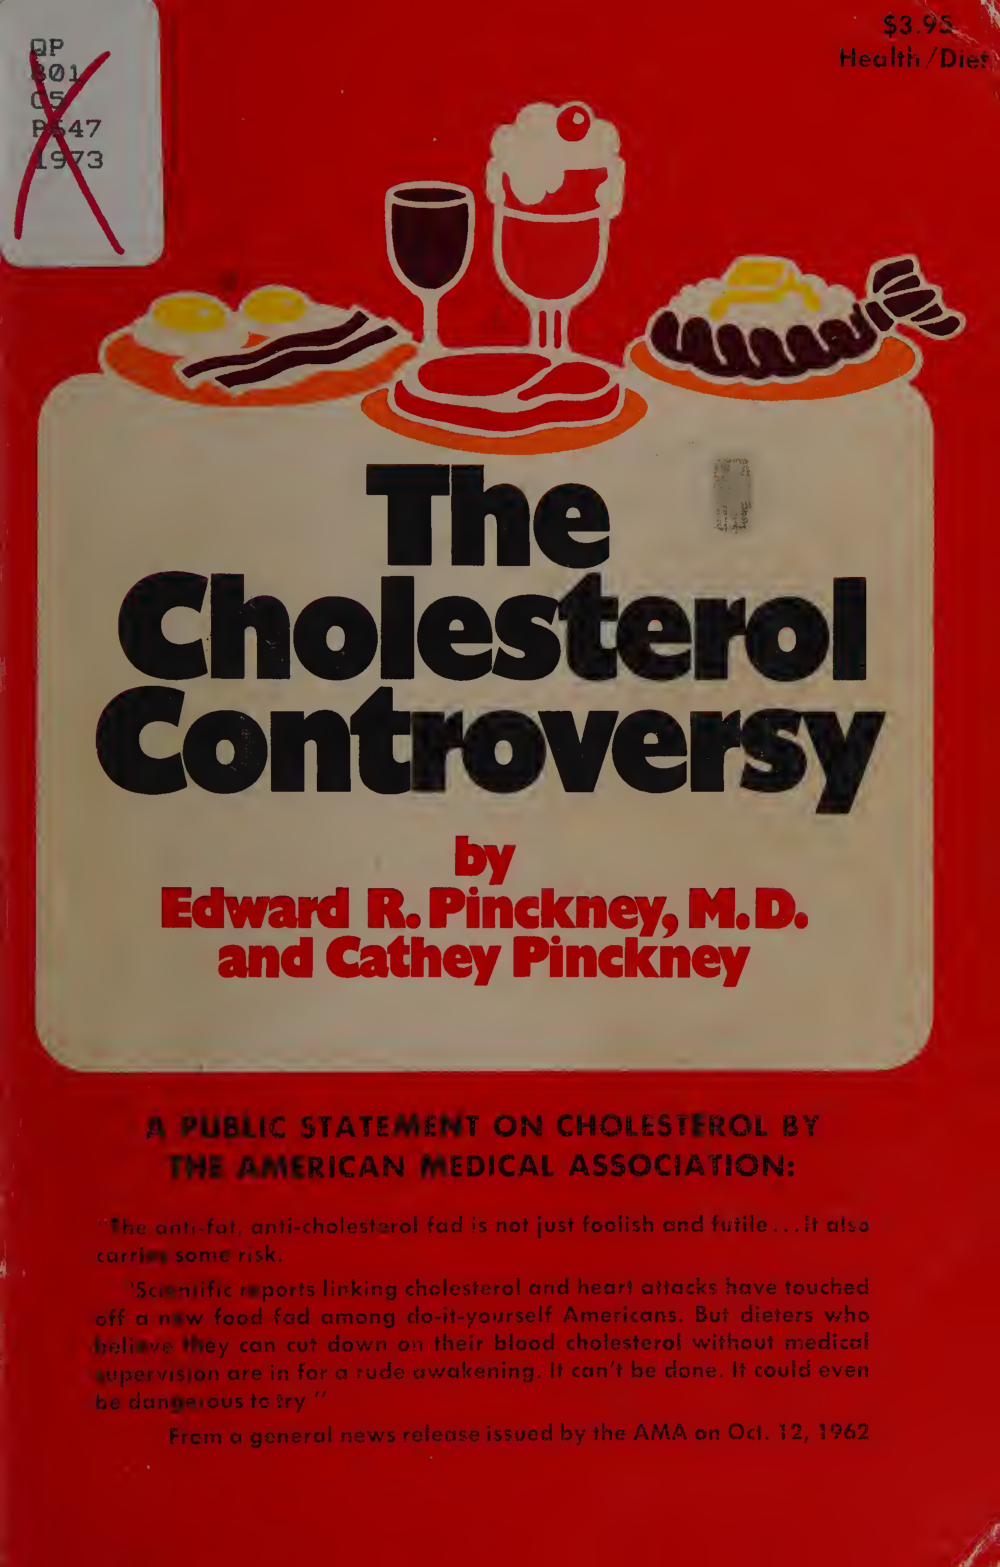 $3.95
Health/Diet
QP
801
C5
P547
1973
The
Cholesterol
Controversy
by
Edward R. Pinckney, M.D.
and Cathey Pinckney
A PUBLIC STATEMENT ON CHOLESTEROL BY
THE AMERICAN MEDICAL ASSOCIATION:
"The anti-fat, anti-cholesterol fad is not just foolish and futile...it also
carries some risk.
"Scientific reports linking cholesterol and heart attacks have touched
off a new food fad among do-it-yourself Americans. But dieters who
believe they can cut down on their blood cholesterol without medical
supervision are in for a rude awakening. It can't be done. It could even
be dangerous to try"
From a general news release issued by the AMA on Oct. 12, 1962